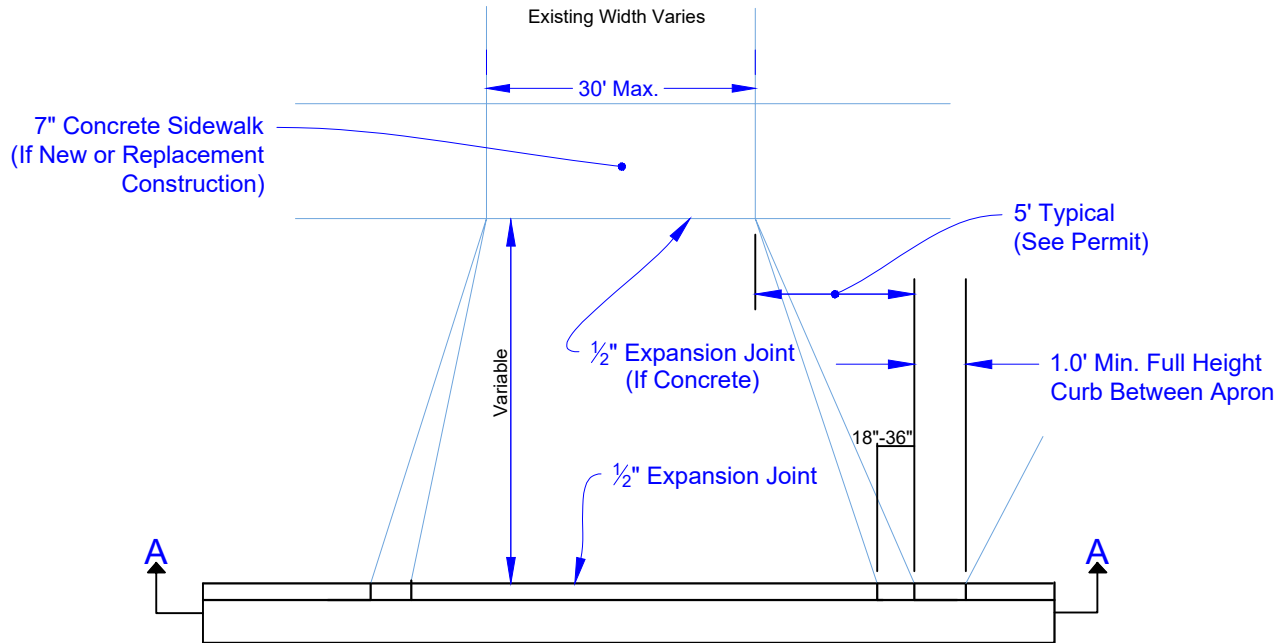 Existing Width Varies
30' Max.
7" Concrete Sidewalk
(If New or Replacement
Construction)
5' Typical
(See Permit)
½" Expansion Joint
(If Concrete)
Variable
1.0' Min. Full Height
Curb Between Apron
18"-36"
½" Expansion Joint
A
A